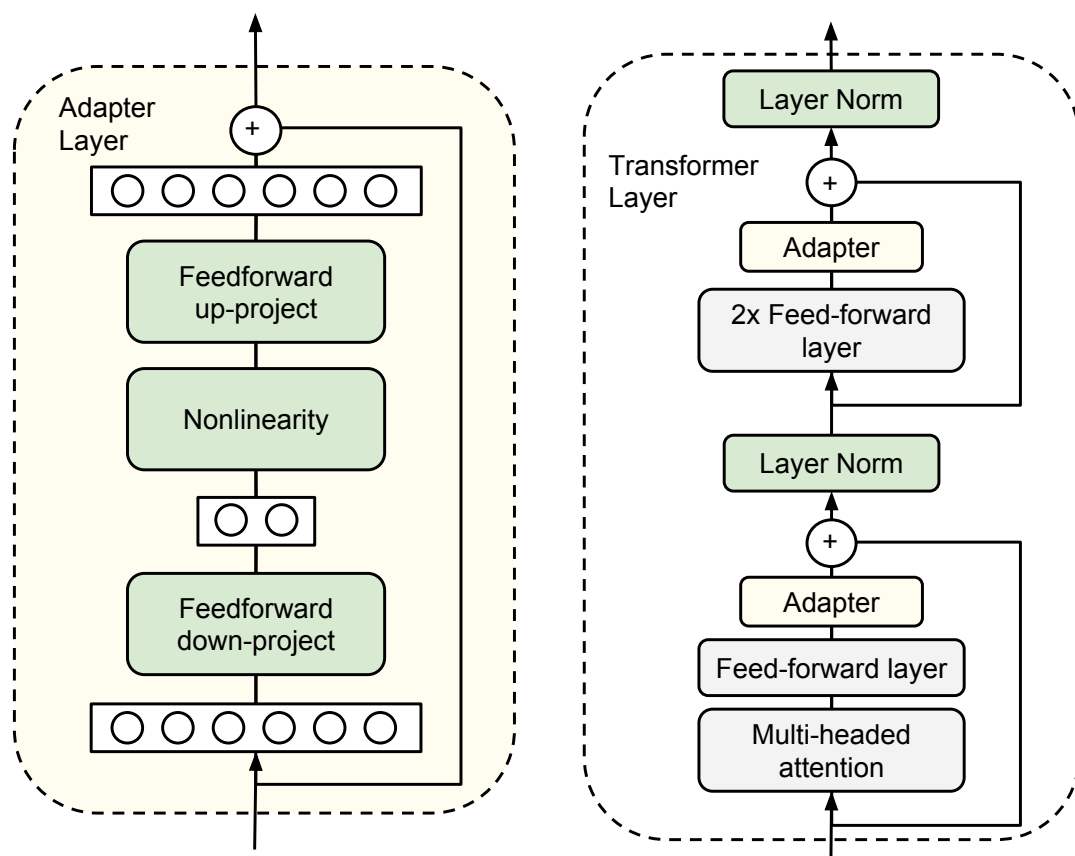 Adapter
Layer
+
Feedforward
up-project
Nonlinearity
Feedforward
down-project
Layer Norm
Transformer
Layer
+
Adapter
2x Feed-forward
layer
Layer Norm
+
Adapter
Feed-forward layer
Multi-headed
attention